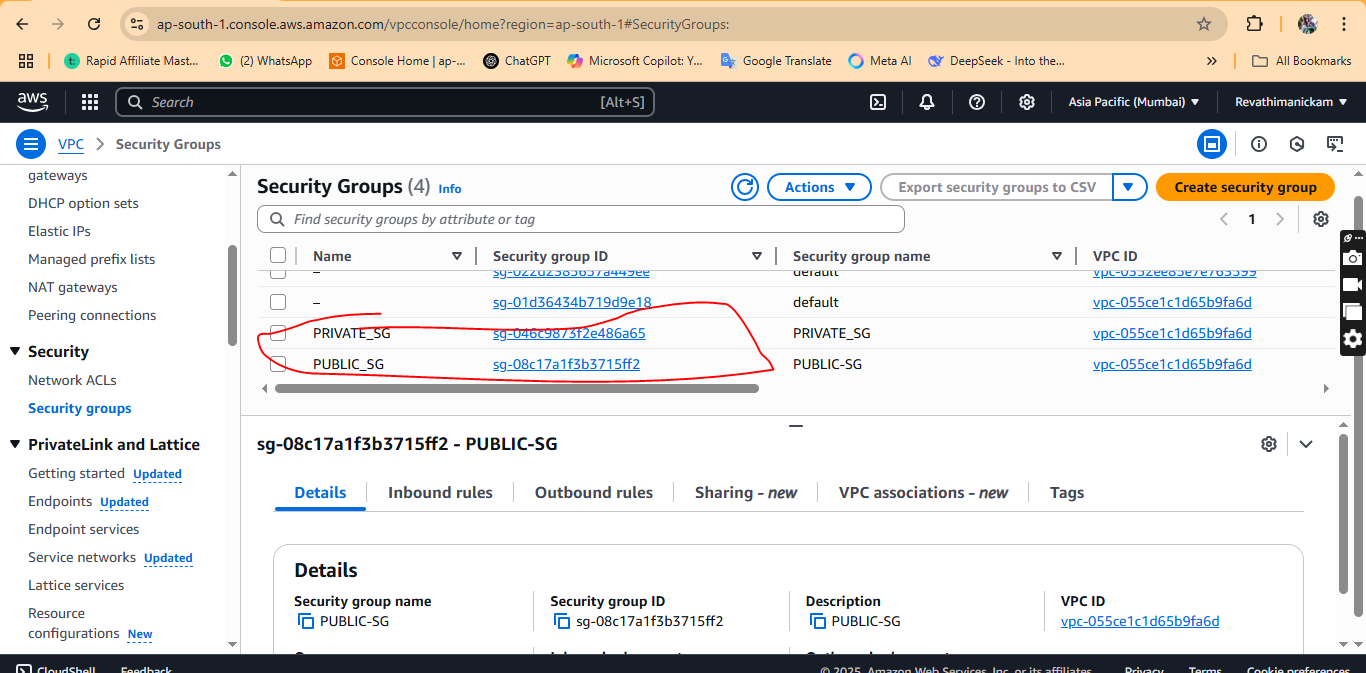 ap-south-1.console.aws.amazon.com/vpcconsole/home?region=ap-south-1#SecurityGroups:
Rapid Affiliate Mast... (2) WhatsApp Console Home | ap-... ChatGPT Microsoft Copilot: Y... Google Translate Meta AI DeepSeek - Into the... » All Bookmarks
aws Search [Alt+S] Asia Pacific (Mumbai) Revathimanickam
VPC Security Groups
gateways
DHCP option sets
Elastic IPs
Managed prefix lists
NAT gateways
Peering connections
Security
Network ACLs
Security groups
PrivateLink and Lattice
Getting started Updated
Endpoints Updated
Endpoint services
Service networks Updated
Lattice services
Resource
configurations New
Security Groups (4) Info Actions Export security groups to CSV Create security group
Find security groups by attribute or tag 1
Name Security group ID Security group name VPC ID
– sg-022d2385657a449ee default vpc-0352ee85e7e765599
– sg-01d36434b719d9e18 default vpc-055ce1c1d65b9fa6d
PRIVATE_SG sg-046c9873f2e486a65 PRIVATE_SG vpc-055ce1c1d65b9fa6d
PUBLIC_SG sg-08c17a1f3b3715ff2 PUBLIC-SG vpc-055ce1c1d65b9fa6d
sg-08c17a1f3b3715ff2 - PUBLIC-SG
Details Inbound rules Outbound rules Sharing - new VPC associations - new Tags
Details
Security group name Security group ID Description VPC ID
PUBLIC-SG sg-08c17a1f3b3715ff2 PUBLIC-SG vpc-055ce1c1d65b9fa6d
CloudShell Feedback © 2025, Amazon Web Services, Inc. or its affiliates. Privacy Terms Cookie preferences